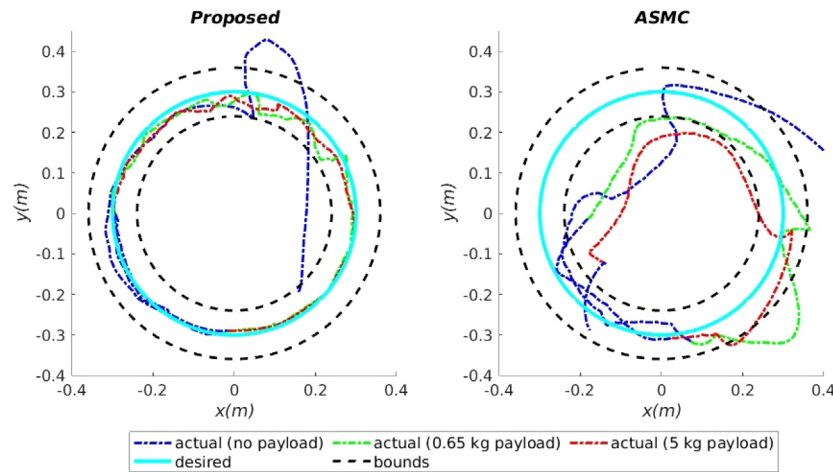 Proposed
ASMC
0.4
0.3
0.2
0.1
0
-0.1
-0.2
-0.3
-0.4
y(m)
-0.4
-0.2
0
0.2
0.4
x(m)
0.4
0.3
0.2
0.1
0
-0.1
-0.2
-0.3
-0.4
y(m)
-0.4
-0.2
0
0.2
0.4
x(m)
actual (no payload)
actual (0.65 kg payload)
actual (5 kg payload)
desired
bounds